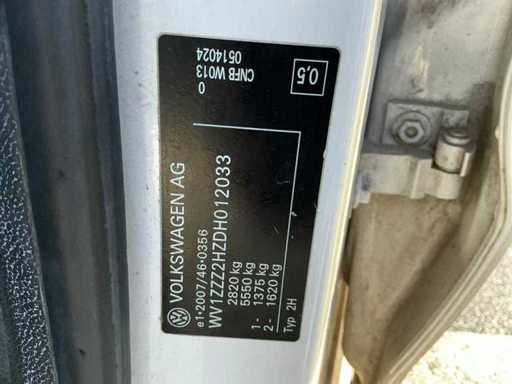 VOLKSWAGEN AG
e1-2007/46-0356
WV1ZZZ2HZDH012033
2820 kg
5550 kg
1 - 1375 kg
2 - 1620 kg
Typ 2H
0
CNFB W013
0514024
0,5